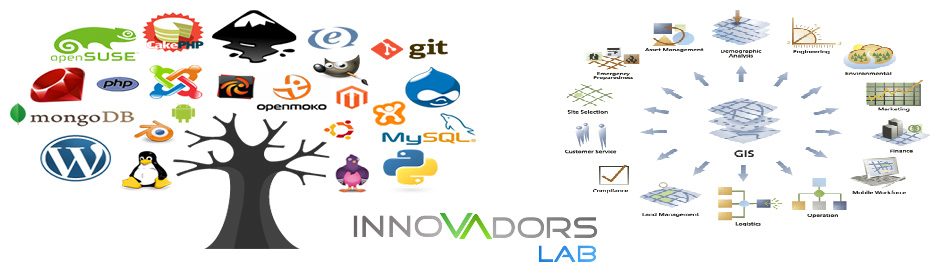 openSUSE
CakePHP
git
php
openmoko
mongoDB
MySQL
INNOVADORS
LAB
Asset Management
Demographic
Analysis
Engineering
Emergency
Preparedness
Environmental
Site Selection
Marketing
Customer Service
GIS
Finance
Compliance
Mobile Workforce
Land Management
Logistics
Operation